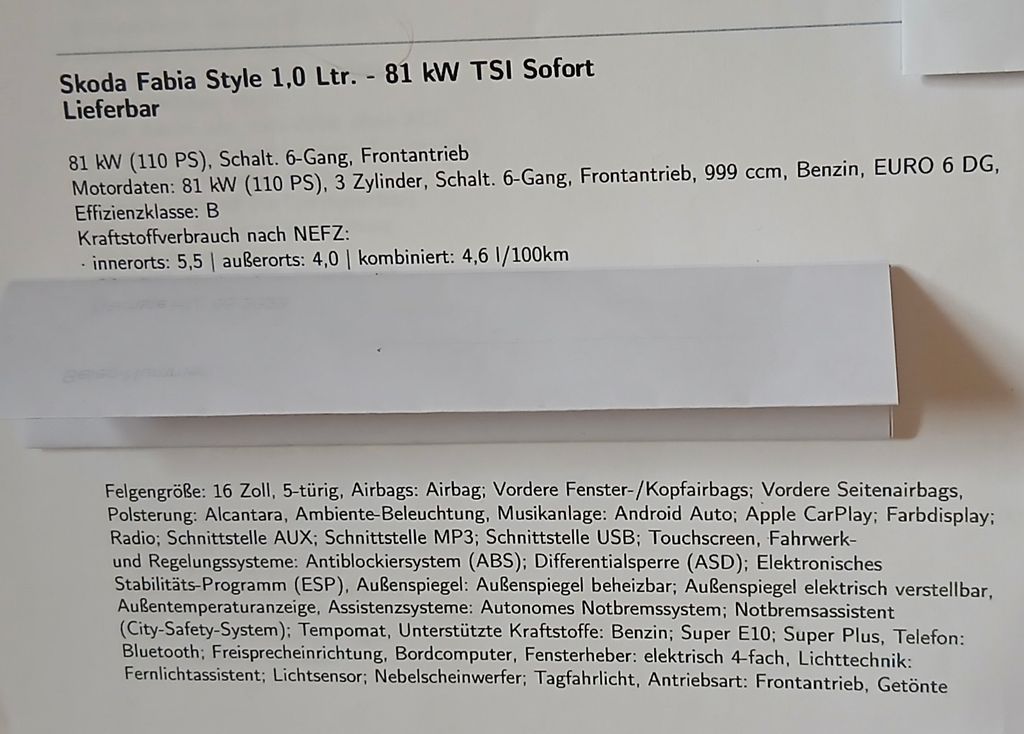 Skoda Fabia Style 1,0 Ltr. - 81 kW TSI Sofort
Lieferbar
81 kW (110 PS), Schalt. 6-Gang, Frontantrieb
Motordaten: 81 kW (110 PS), 3 Zylinder, Schalt. 6-Gang, Frontantrieb, 999 ccm, Benzin, EURO 6 DG,
Effizienzklasse: B
Kraftstoffverbrauch nach NEFZ:
· innerorts: 5,5 | außerorts: 4,0 | kombiniert: 4,6 l/100km
Felgengröße: 16 Zoll, 5-türig, Airbags: Airbag; Vordere Fenster-/Kopfairbags; Vordere Seitenairbags,
Polsterung: Alcantara, Ambiente-Beleuchtung, Musikanlage: Android Auto; Apple CarPlay; Farbdisplay;
Radio; Schnittstelle AUX; Schnittstelle MP3; Schnittstelle USB; Touchscreen, Fahrwerk-
und Regelungssysteme: Antiblockiersystem (ABS); Differentialsperre (ASD); Elektronisches
Stabilitäts-Programm (ESP), Außenspiegel: Außenspiegel beheizbar; Außenspiegel elektrisch verstellbar,
Außentemperaturanzeige, Assistenzsysteme: Autonomes Notbremssystem; Notbremsassistent
(City-Safety-System); Tempomat, Unterstützte Kraftstoffe: Benzin; Super E10; Super Plus, Telefon:
Bluetooth; Freisprecheinrichtung, Bordcomputer, Fensterheber: elektrisch 4-fach, Lichttechnik:
Fernlichtassistent; Lichtsensor; Nebelscheinwerfer; Tagfahrlicht, Antriebsart: Frontantrieb, Getönte